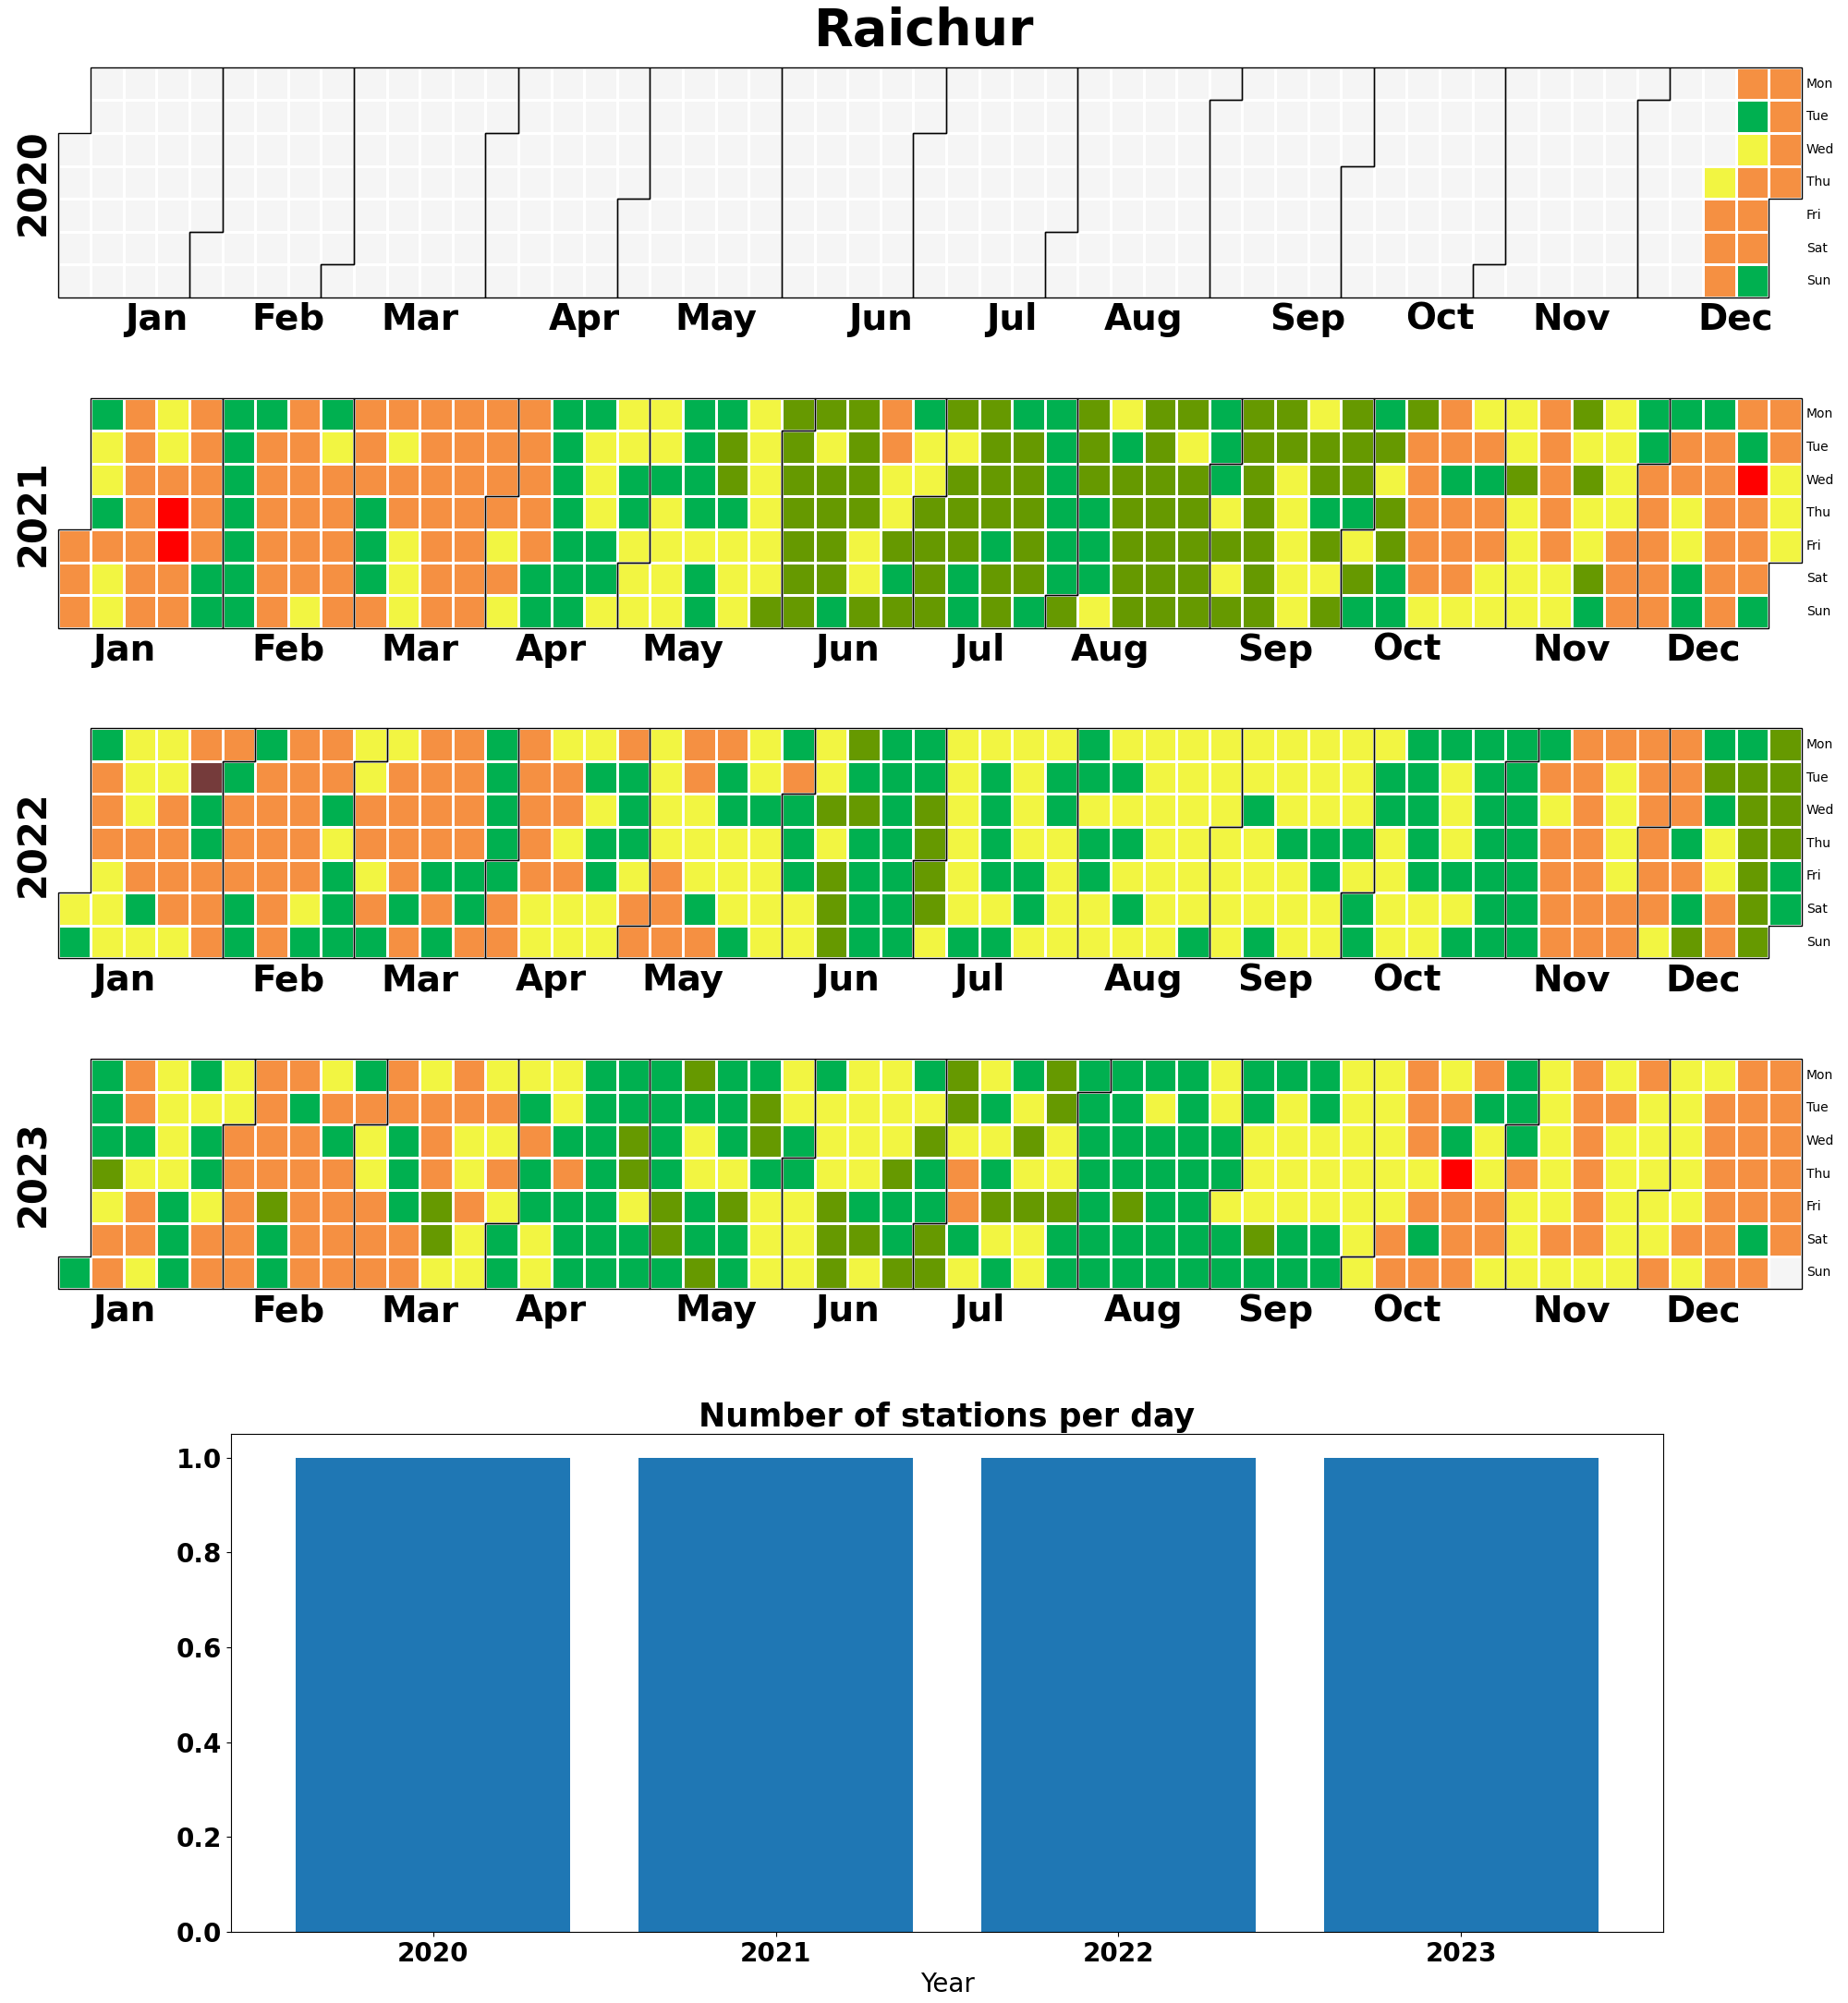 Raichur
2020
Mon
Tue
Wed
Thu
Fri
Sat
Sun
Jan Feb Mar Apr May Jun Jul Aug Sep Oct Nov Dec
2021
Mon
Tue
Wed
Thu
Fri
Sat
Sun
Jan Feb Mar Apr May Jun Jul Aug Sep Oct Nov Dec
2022
Mon
Tue
Wed
Thu
Fri
Sat
Sun
Jan Feb Mar Apr May Jun Jul Aug Sep Oct Nov Dec
2023
Mon
Tue
Wed
Thu
Fri
Sat
Sun
Jan Feb Mar Apr May Jun Jul Aug Sep Oct Nov Dec
Number of stations per day
1.0
0.8
0.6
0.4
0.2
0.0
2020 2021 2022 2023
Year